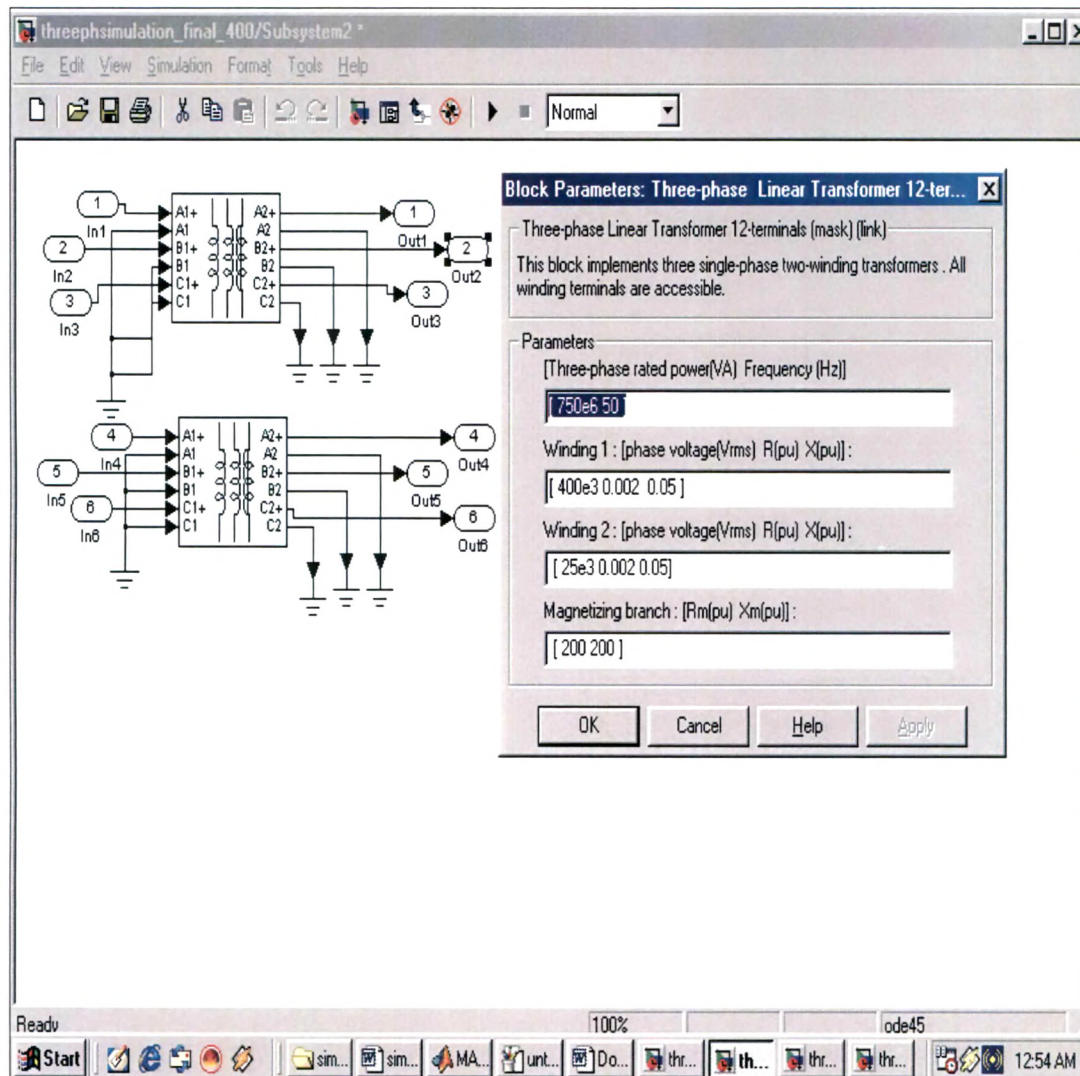 threephsimulation_final_400/Subsystem2 *
File Edit View Simulation Format Tools Help
Normal
1
In1
2
In2
3
In3
A1+
A1
B1+
B1
C1+
C1
A2+
A2
B2+
B2
C2+
C2
1
Out1
2
Out2
3
Out3
4
In4
5
In5
6
In6
A1+
A1
B1+
B1
C1+
C1
A2+
A2
B2+
B2
C2+
C2
4
Out4
5
Out5
6
Out6
Block Parameters: Three-phase Linear Transformer 12-ter...
Three-phase Linear Transformer 12-terminals (mask) (link)
This block implements three single-phase two-winding transformers . All
winding terminals are accessible.
Parameters
[Three-phase rated power(VA) Frequency (Hz)]
[ 750e6 50 ]
Winding 1 : [phase voltage(Vrms) R(pu) X(pu)] :
[ 400e3 0.002 0.05 ]
Winding 2 : [phase voltage(Vrms) R(pu) X(pu)] :
[ 25e3 0.002 0.05]
Magnetizing branch : [Rm(pu) Xm(pu)] :
[ 200 200 ]
OK Cancel Help Apply
Ready 100% ode45
Start sim... sim... MA... unt... Do... thr... th... thr... thr... 12:54 AM